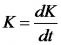 K = dK/dt